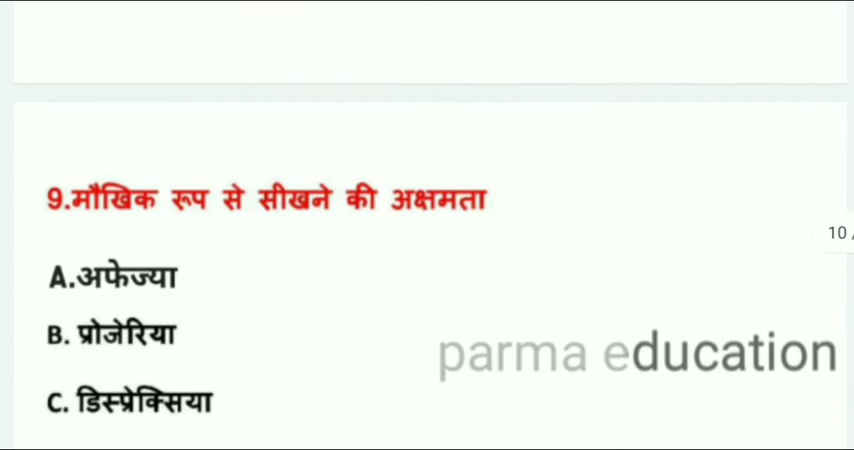 9.मौखिक रूप से सीखने की अक्षमता
10 /
A.अफेज्या
B. प्रोजेरिया
parma education
C. डिस्प्रेक्सिया